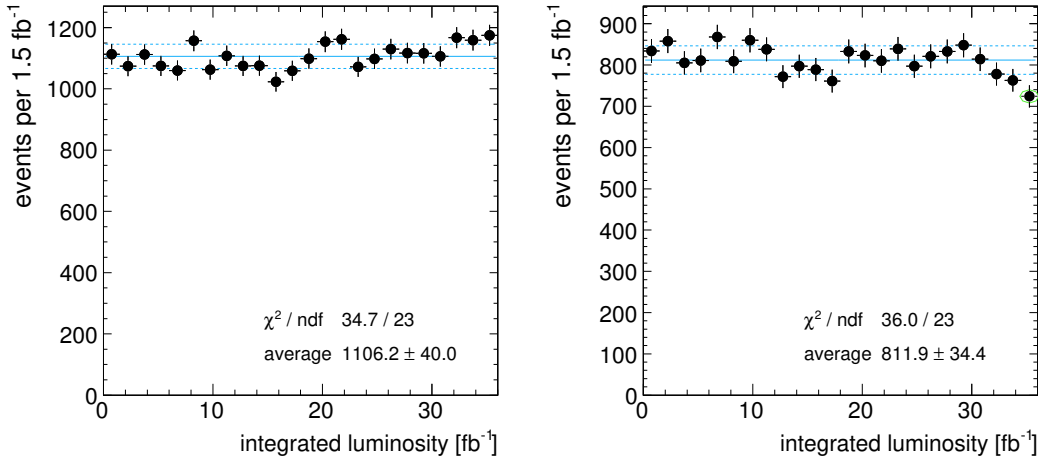 events per 1.5 fb⁻¹
1200
1000
800
600
400
200
0
χ² / ndf 34.7 / 23
average 1106.2 ± 40.0
0 10 20 30
integrated luminosity [fb⁻¹]
events per 1.5 fb⁻¹
900
800
700
600
500
400
300
200
100
0
χ² / ndf 36.0 / 23
average 811.9 ± 34.4
0 10 20 30
integrated luminosity [fb⁻¹]